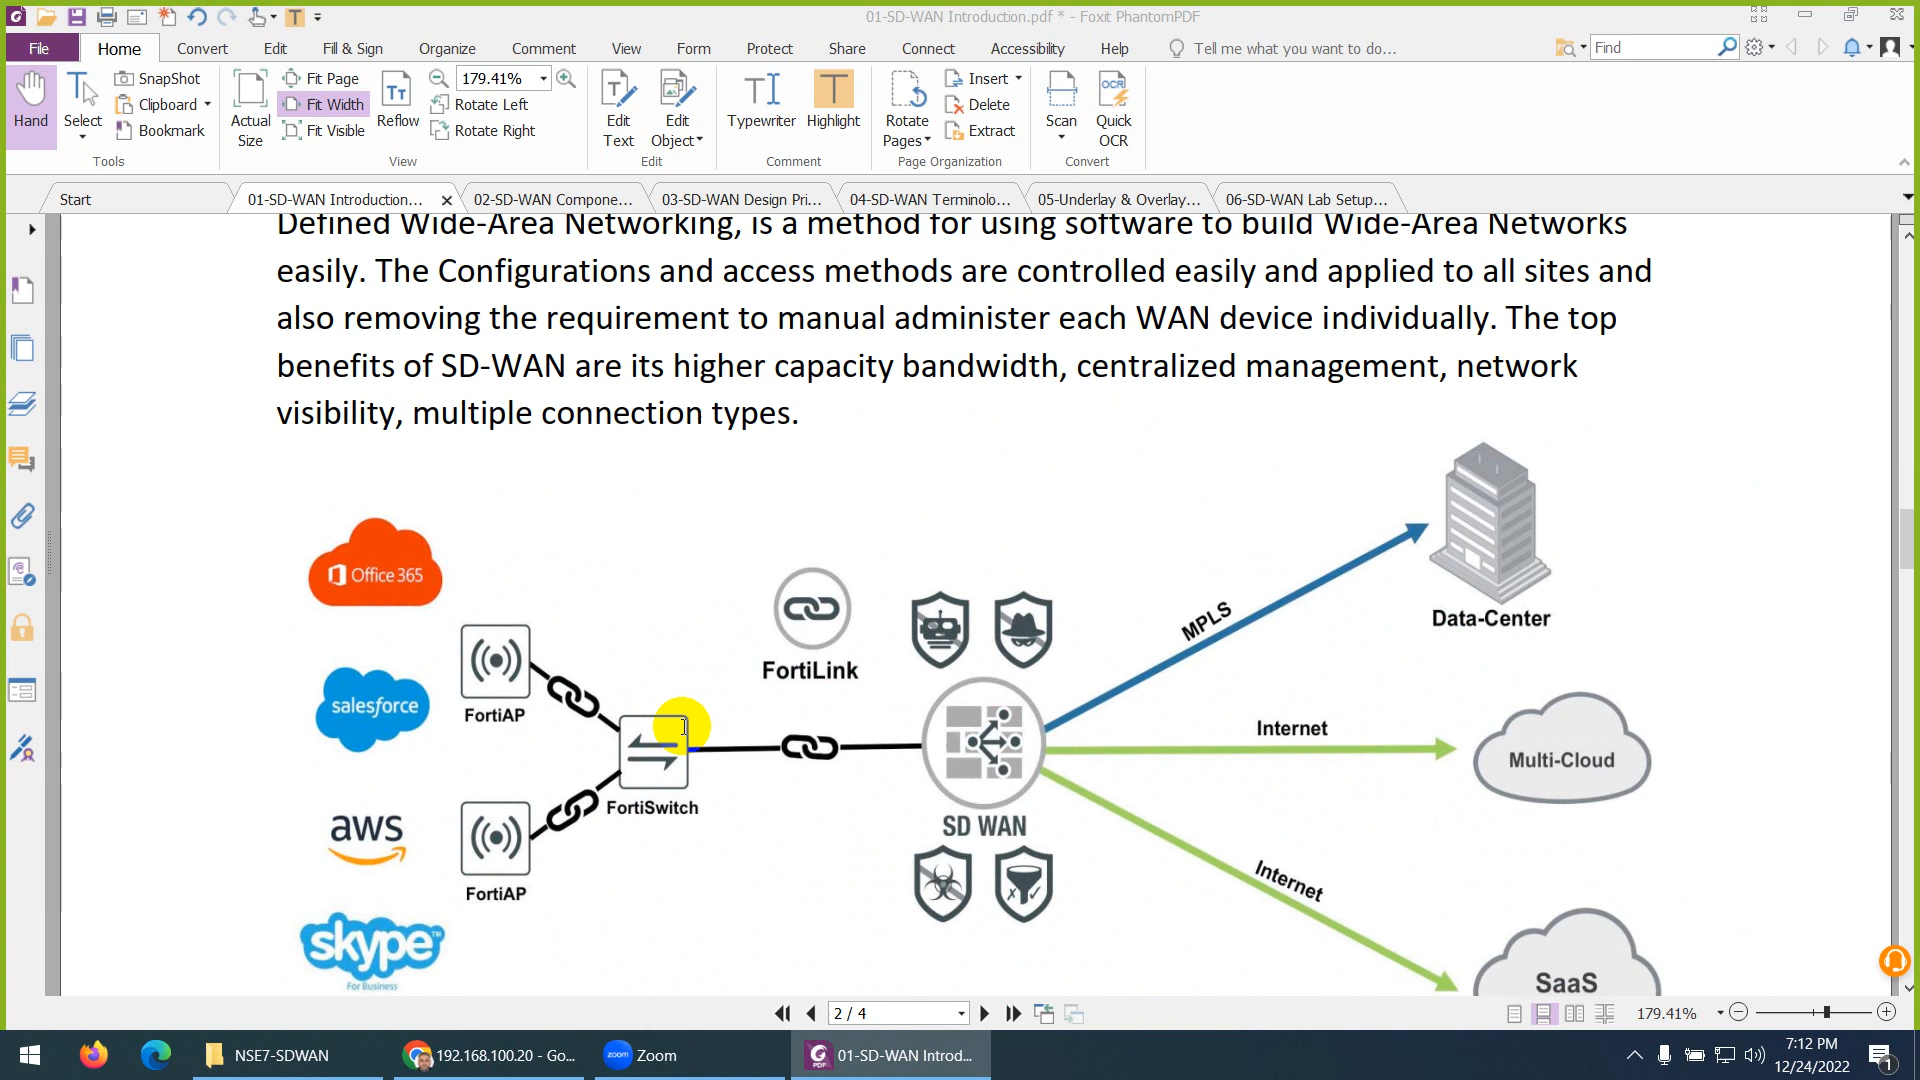 01-SD-WAN Introduction.pdf * - Foxit PhantomPDF
File Home Convert Edit Fill & Sign Organize Comment View Form Protect Share Connect Accessibility Help Tell me what you want to do... Find
Hand
Select
SnapShot
Clipboard
Bookmark
Tools
Actual Size
Fit Page
Fit Width
Fit Visible
Reflow
179.41%
Rotate Left
Rotate Right
View
Edit Text
Edit Object
Edit
Typewriter
Highlight
Comment
Rotate Pages
Insert
Delete
Extract
Page Organization
Scan
OCR
Quick OCR
Convert
Start
01-SD-WAN Introduction...
02-SD-WAN Compone...
03-SD-WAN Design Pri...
04-SD-WAN Terminolo...
05-Underlay & Overlay...
06-SD-WAN Lab Setup...
Defined Wide-Area Networking, is a method for using software to build Wide-Area Networks
easily. The Configurations and access methods are controlled easily and applied to all sites and
also removing the requirement to manual administer each WAN device individually. The top
benefits of SD-WAN are its higher capacity bandwidth, centralized management, network
visibility, multiple connection types.
Office 365
salesforce
aws
skype™
For Business
FortiAP
FortiAP
FortiSwitch
FortiLink
SD WAN
MPLS
Internet
Internet
Data-Center
Multi-Cloud
SaaS
2 / 4
179.41%
NSE7-SDWAN
192.168.100.20 - Go...
zoom
Zoom
PDF
01-SD-WAN Introd...
7:12 PM
12/24/2022
1